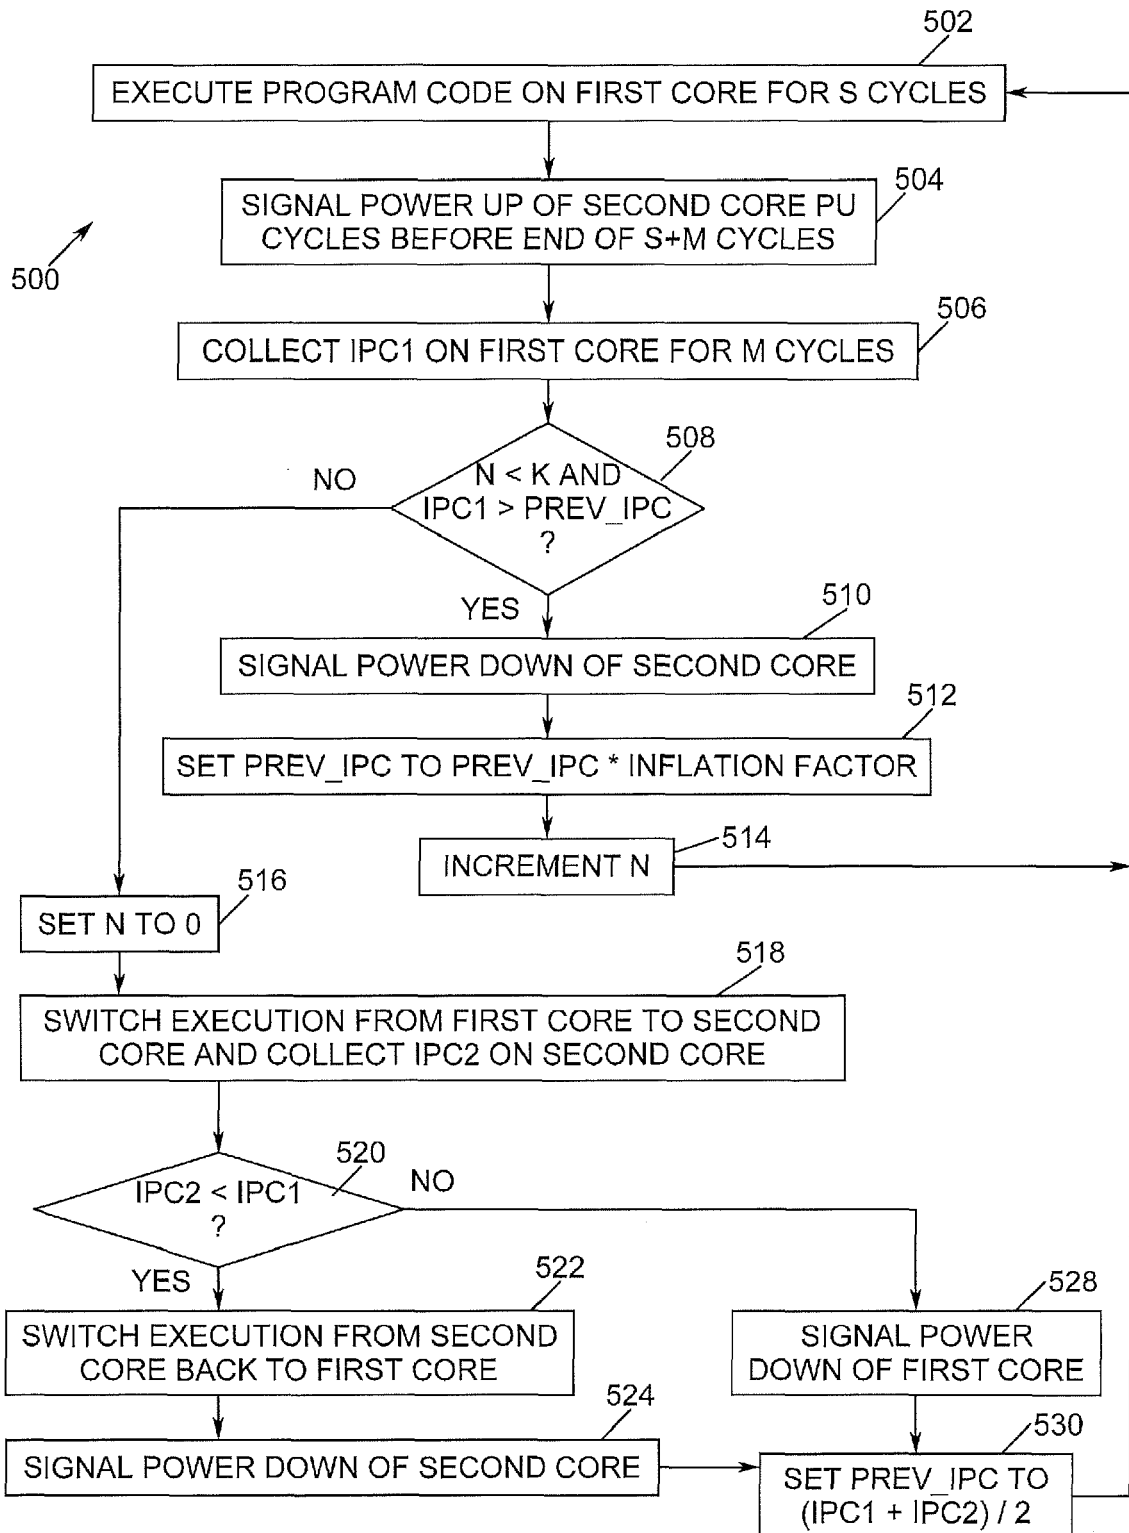 502
EXECUTE PROGRAM CODE ON FIRST CORE FOR S CYCLES
504
SIGNAL POWER UP OF SECOND CORE PU
CYCLES BEFORE END OF S+M CYCLES
500
506
COLLECT IPC1 ON FIRST CORE FOR M CYCLES
508
NO
N < K AND
IPC1 > PREV_IPC
?
YES
510
SIGNAL POWER DOWN OF SECOND CORE
512
SET PREV_IPC TO PREV_IPC * INFLATION FACTOR
514
INCREMENT N
516
SET N TO 0
518
SWITCH EXECUTION FROM FIRST CORE TO SECOND
CORE AND COLLECT IPC2 ON SECOND CORE
520
NO
IPC2 < IPC1
?
YES
522
SWITCH EXECUTION FROM SECOND
CORE BACK TO FIRST CORE
528
SIGNAL POWER
DOWN OF FIRST CORE
524
SIGNAL POWER DOWN OF SECOND CORE
530
SET PREV_IPC TO
(IPC1 + IPC2) / 2